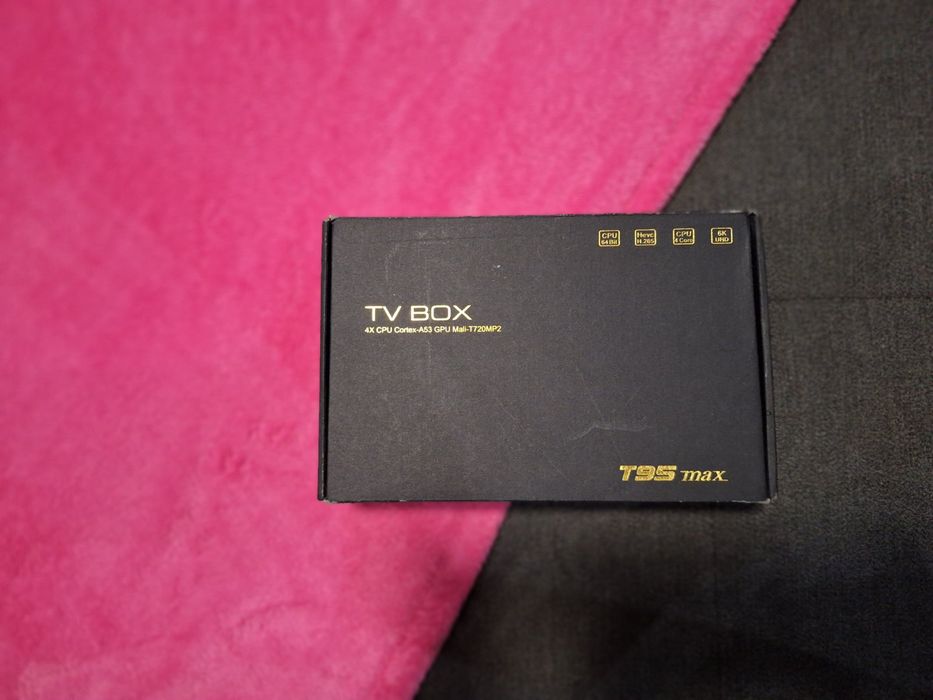 CPU 64 Bit
Hevc H.265
CPU 4 Core
6K UHD
TV BOX
4X CPU Cortex-A53 GPU Mali-T720MP2
T95 max